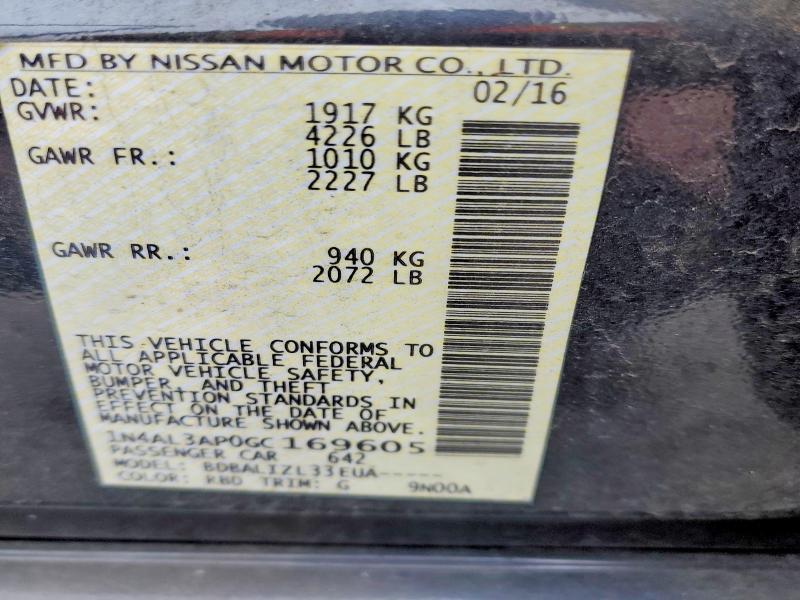 MFD BY NISSAN MOTOR CO., LTD.
DATE: 02/16
GVWR: 1917 KG
4226 LB
GAWR FR.: 1010 KG
2227 LB
GAWR RR.: 940 KG
2072 LB
THIS VEHICLE CONFORMS TO
ALL APPLICABLE FEDERAL
MOTOR VEHICLE SAFETY,
BUMPER, AND THEFT
PREVENTION STANDARDS IN
EFFECT ON THE DATE OF
MANUFACTURE SHOWN ABOVE.
1N4AL3AP0GC169605
PASSENGER CAR 642
MODEL: BDBALIZL33EUA-----
COLOR: KBD TRIM: G 9N00A